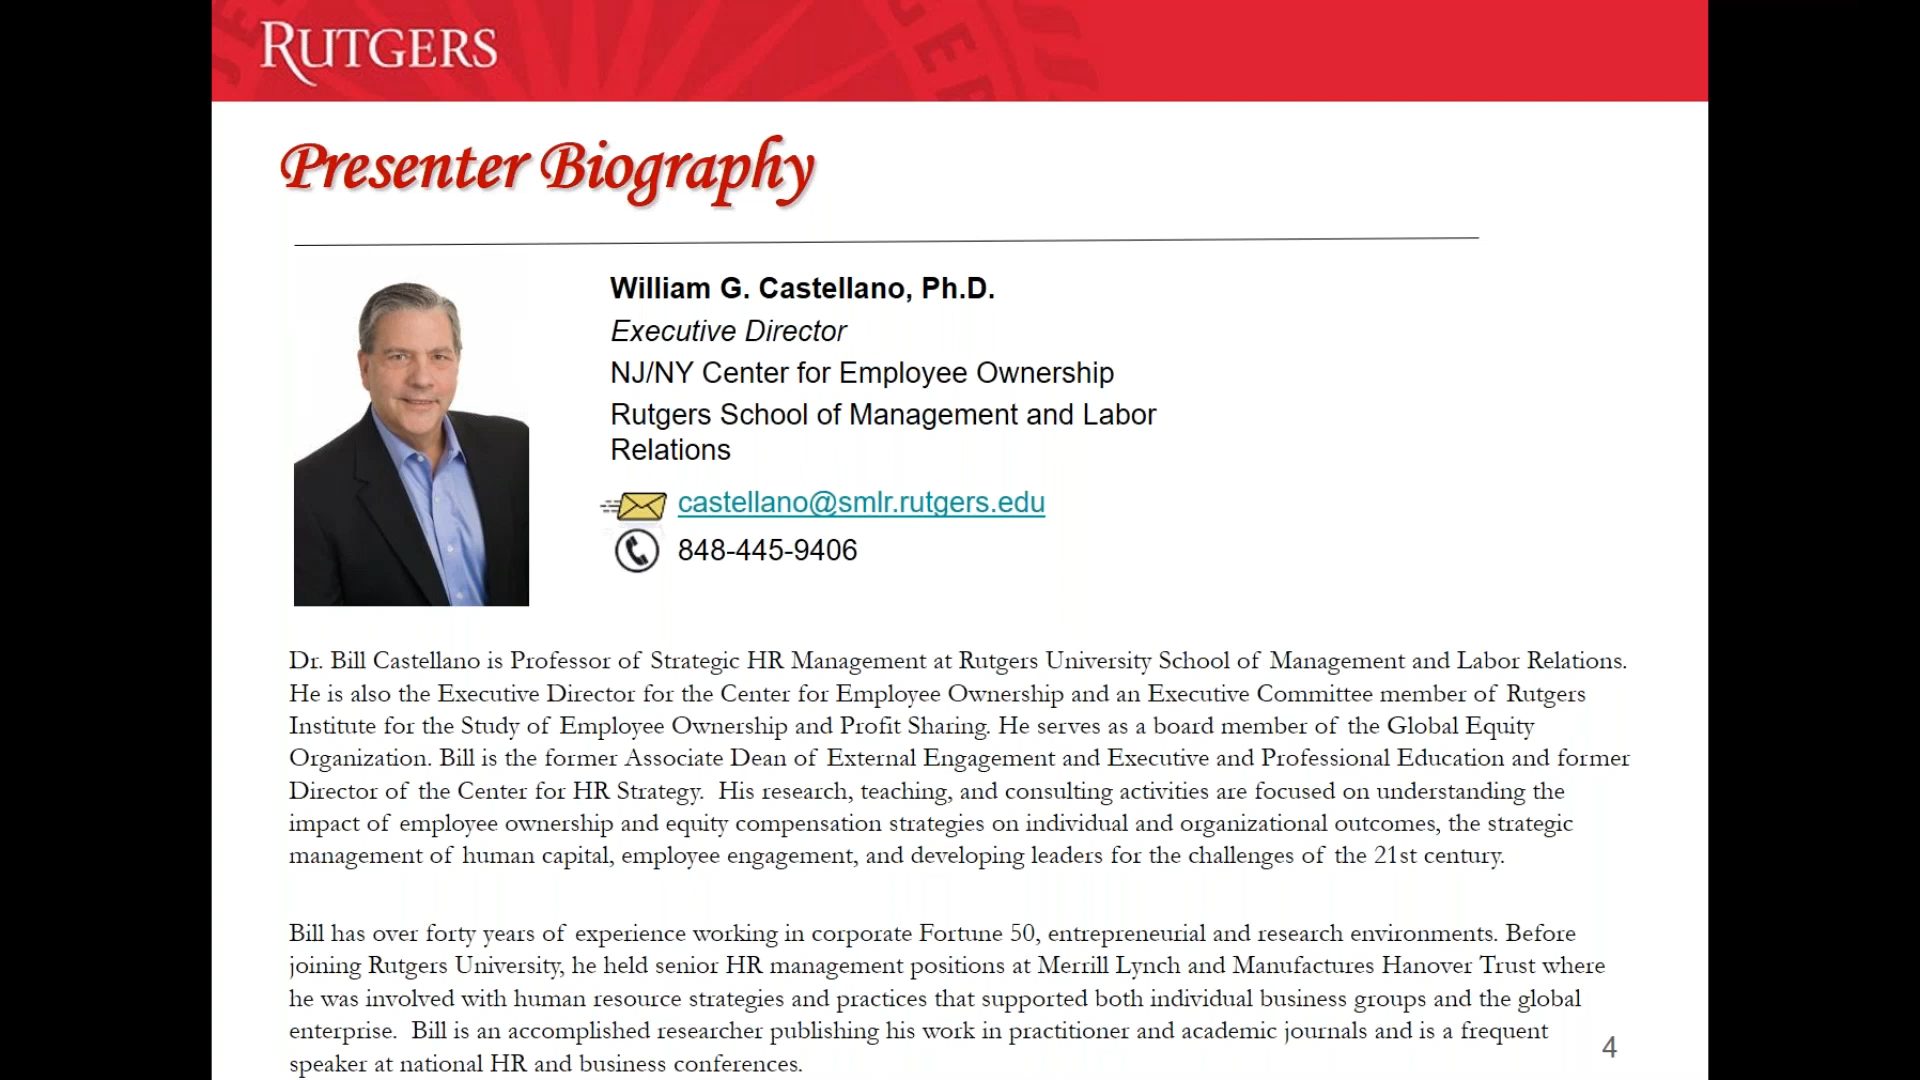 RUTGERS
Presenter Biography
William G. Castellano, Ph.D.
Executive Director
NJ/NY Center for Employee Ownership
Rutgers School of Management and Labor
Relations
castellano@smlr.rutgers.edu
848-445-9406
Dr. Bill Castellano is Professor of Strategic HR Management at Rutgers University School of Management and Labor Relations.
He is also the Executive Director for the Center for Employee Ownership and an Executive Committee member of Rutgers
Institute for the Study of Employee Ownership and Profit Sharing. He serves as a board member of the Global Equity
Organization. Bill is the former Associate Dean of External Engagement and Executive and Professional Education and former
Director of the Center for HR Strategy.  His research, teaching, and consulting activities are focused on understanding the
impact of employee ownership and equity compensation strategies on individual and organizational outcomes, the strategic
management of human capital, employee engagement, and developing leaders for the challenges of the 21st century.
Bill has over forty years of experience working in corporate Fortune 50, entrepreneurial and research environments. Before
joining Rutgers University, he held senior HR management positions at Merrill Lynch and Manufactures Hanover Trust where
he was involved with human resource strategies and practices that supported both individual business groups and the global
enterprise.  Bill is an accomplished researcher publishing his work in practitioner and academic journals and is a frequent
speaker at national HR and business conferences.
4